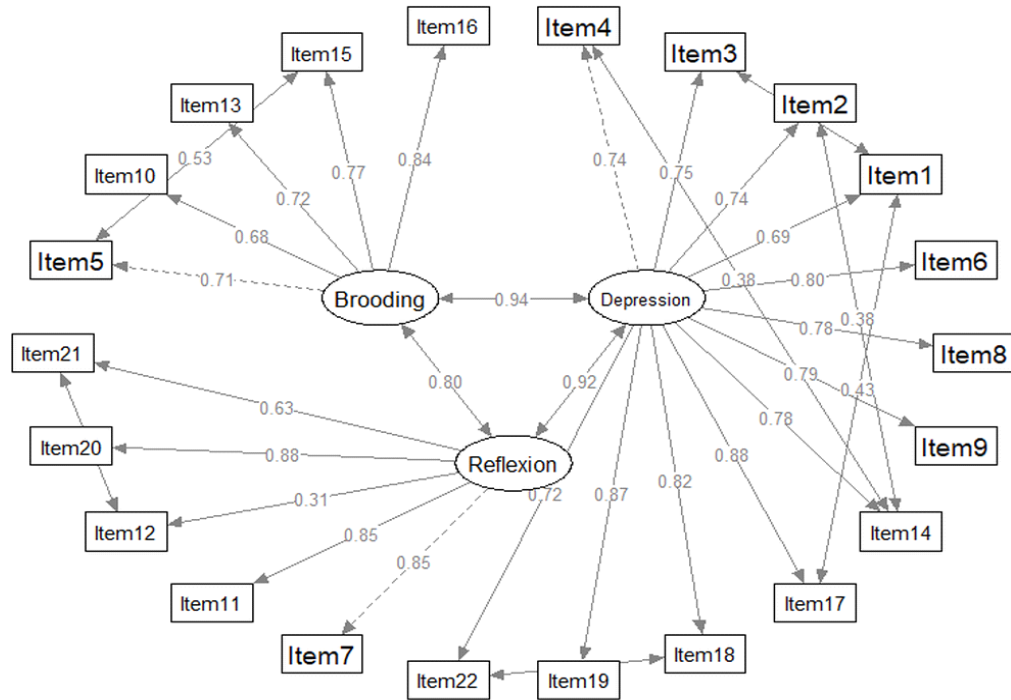 Item16
Item4
Item15
Item3
Item13
Item2
0.53
0.84
0.74
Item10
0.77
0.75
Item1
0.72
0.74
0.68
0.69
Item5
0.71
Item6
0.38
0.80
Brooding
0.94
Depression
0.38
0.78
Item21
Item8
0.80
0.92
0.79
0.43
0.63
0.78
Item20
0.88
Item9
Reflexion
0.88
0.31
0.72
0.87
0.82
Item12
Item14
0.85
0.85
Item11
Item17
Item7
Item22
Item19
Item18